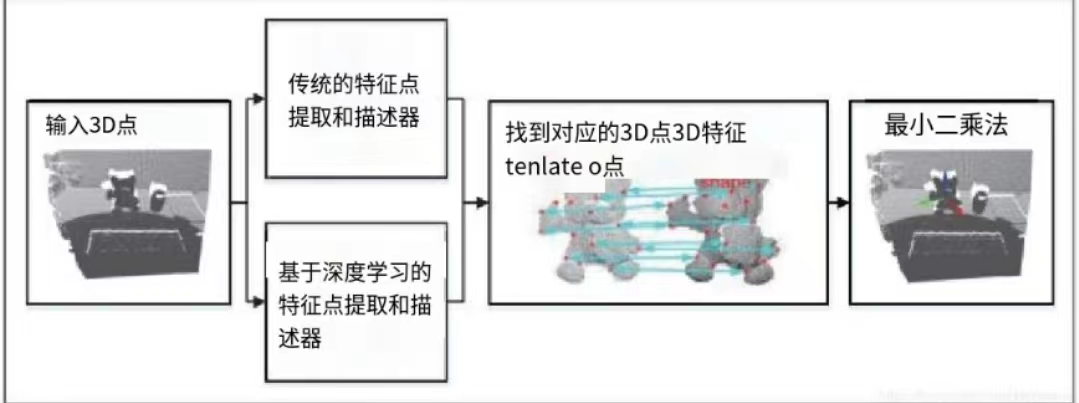 输入3D点
传统的特征点
提取和描述器
基于深度学习的
特征点提取和描
述器
找到对应的3D点3D特征
tenlate o点
shape
最小二乘法